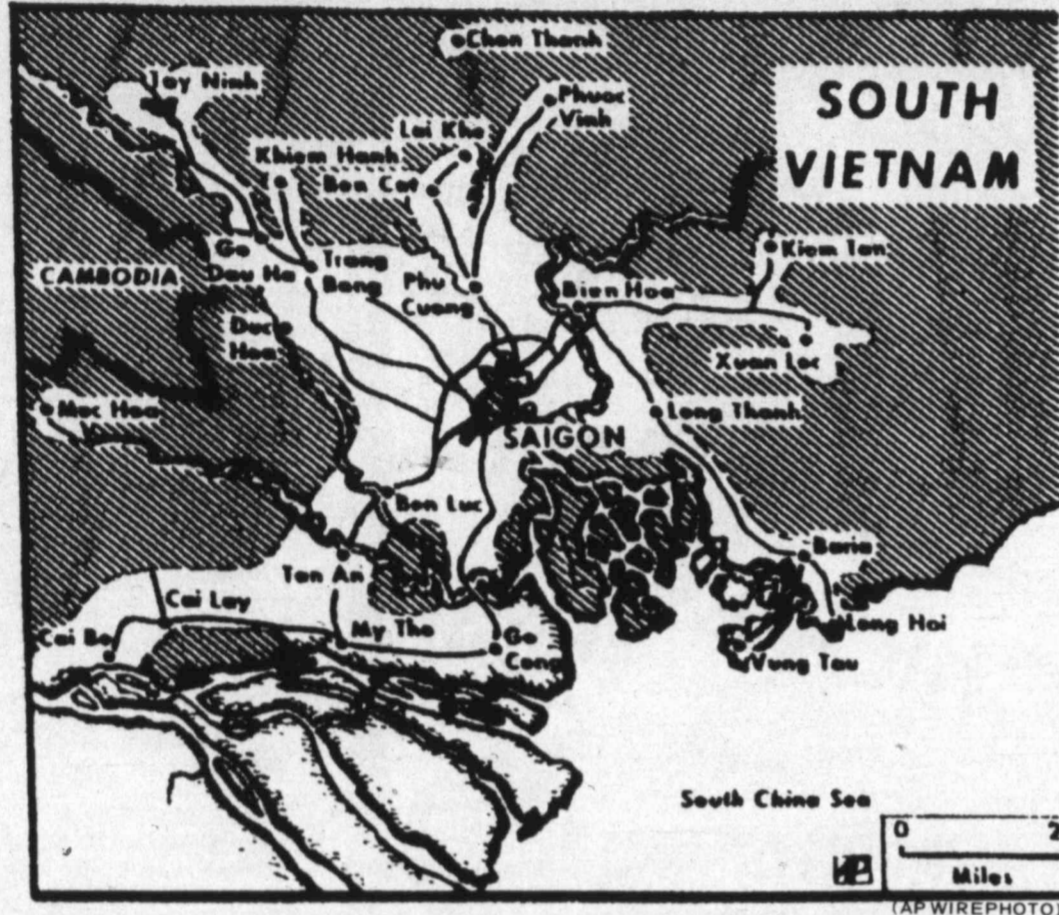 Chon Thanh
Tay Ninh
Phuoc
Vinh
SOUTH
VIETNAM
Lai Khe
Khiem Hanh
Ben Cat
Go
Dau Ha
Trang
Bang
Kiem Tan
CAMBODIA
Phu
Cuong
Bien Hoa
Duc
Hoa
Xuan Loc
Moc Hoa
Long Thanh
SAIGON
Ben Luc
Baria
Tan An
Cai Lay
My Tho
Go
Cong
Long Hai
Cai Be
Vung Tau
South China Sea
0 2
AP
Miles
(AP WIREPHOTO)